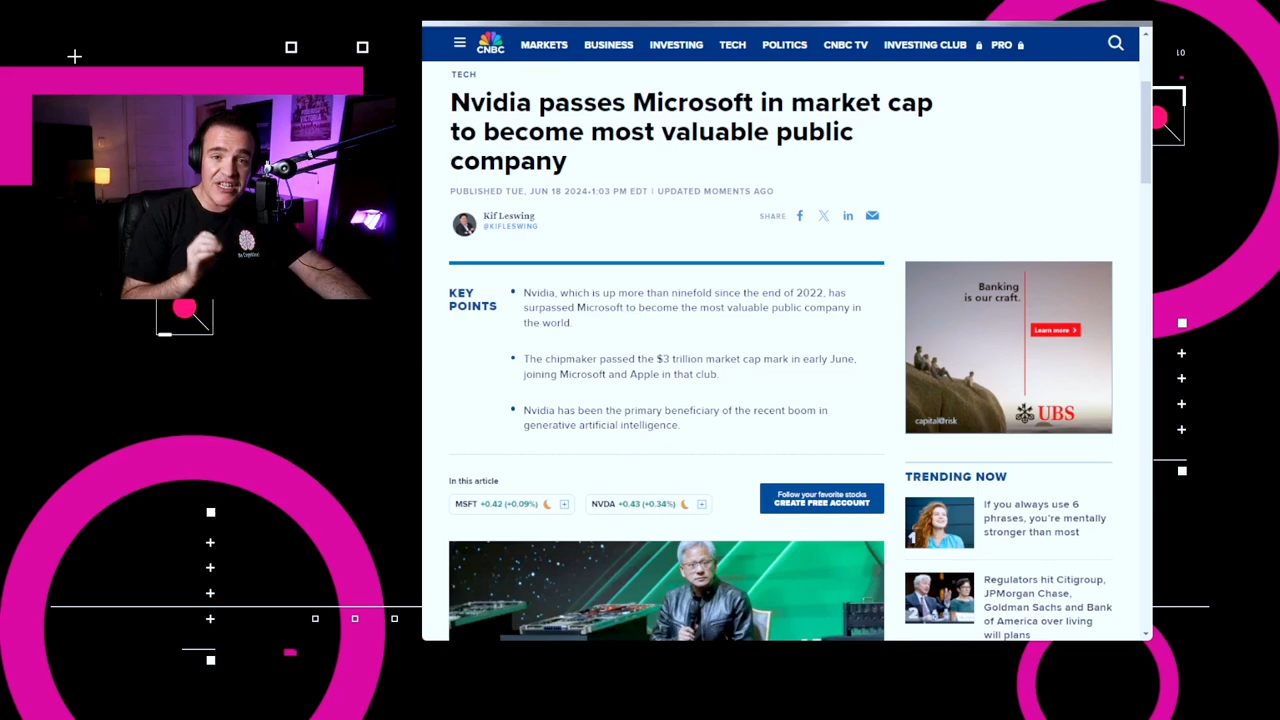 CNBC
MARKETS BUSINESS INVESTING TECH POLITICS CNBC TV INVESTING CLUB PRO
TECH
Nvidia passes Microsoft in market cap
to become most valuable public
company
PUBLISHED TUE, JUN 18 2024•1:03 PM EDT | UPDATED MOMENTS AGO
Kif Leswing
@KIFLESWING
SHARE
KEY
POINTS
• Nvidia, which is up more than ninefold since the end of 2022, has
surpassed Microsoft to become the most valuable public company in
the world.
• The chipmaker passed the $3 trillion market cap mark in early June,
joining Microsoft and Apple in that club.
• Nvidia has been the primary beneficiary of the recent boom in
generative artificial intelligence.
In this article
MSFT +0.42 (+0.09%)
NVDA +0.43 (+0.34%)
Follow your favorite stocks
CREATE FREE ACCOUNT
Banking
is our craft.
Learn more >
capital@risk
UBS
TRENDING NOW
If you always use 6
phrases, you're mentally
stronger than most
Regulators hit Citigroup,
JPMorgan Chase,
Goldman Sachs and Bank
of America over living
will plans
VICTORIA